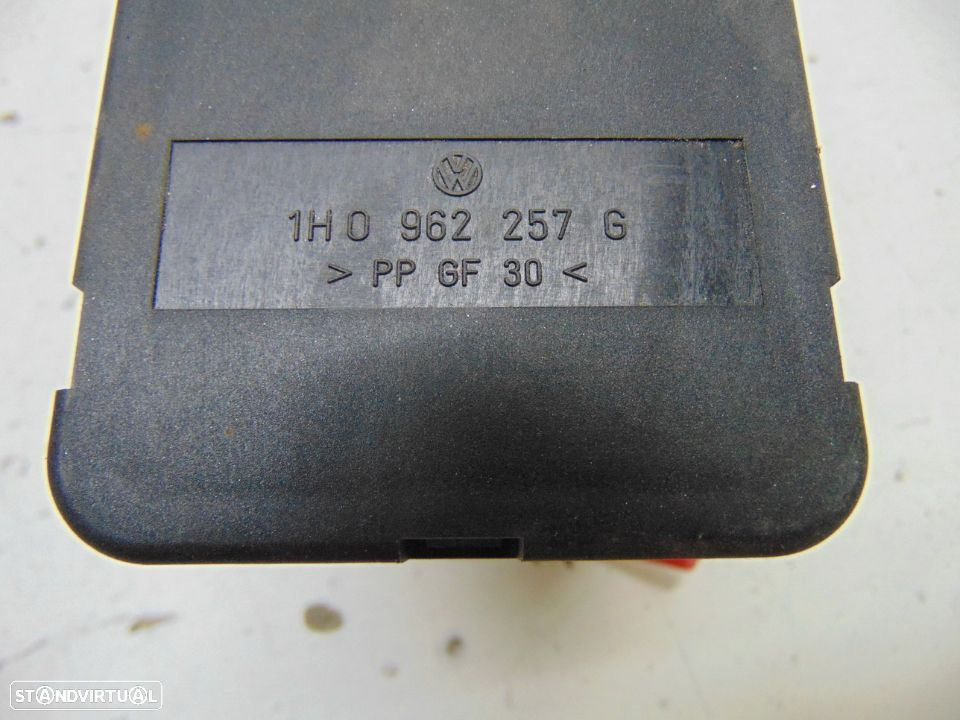 1H0 962 257 G
> PP GF 30 <
STANDVIRTUAL